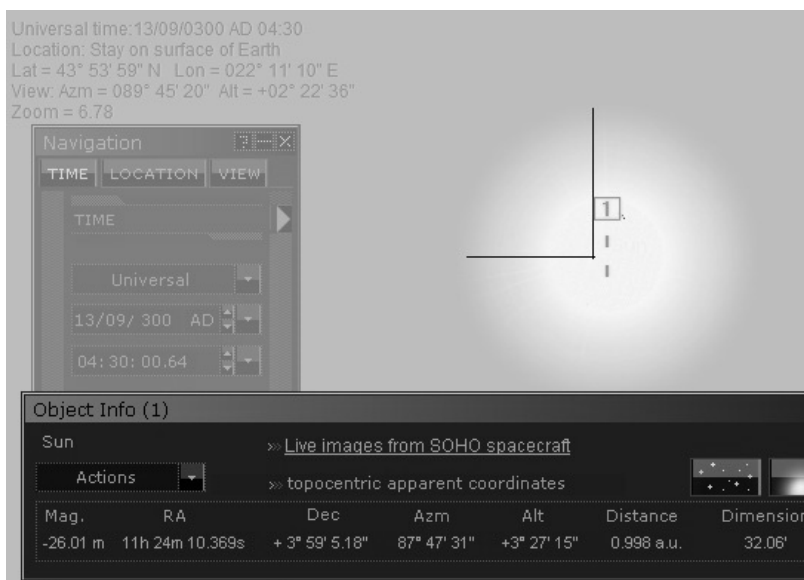 Universal time:13/09/0300 AD 04:30
Location: Stay on surface of Earth
Lat = 43° 53' 59" N Lon = 022° 11' 10" E
View: Azm = 089° 45' 20" Alt = +02° 22' 36"
Zoom = 6.78
Navigation
TIME LOCATION VIEW
TIME
Universal
13/09/ 300 AD
04: 30: 00.64
1
Object Info (1)
Sun
»» Live images from SOHO spacecraft
Actions
»» topocentric apparent coordinates
Mag. RA Dec Azm Alt Distance Dimension
-26.01 m 11h 24m 10.369s + 3° 59' 5.18" 87° 47' 31" +3° 27' 15" 0.998 a.u. 32.06'